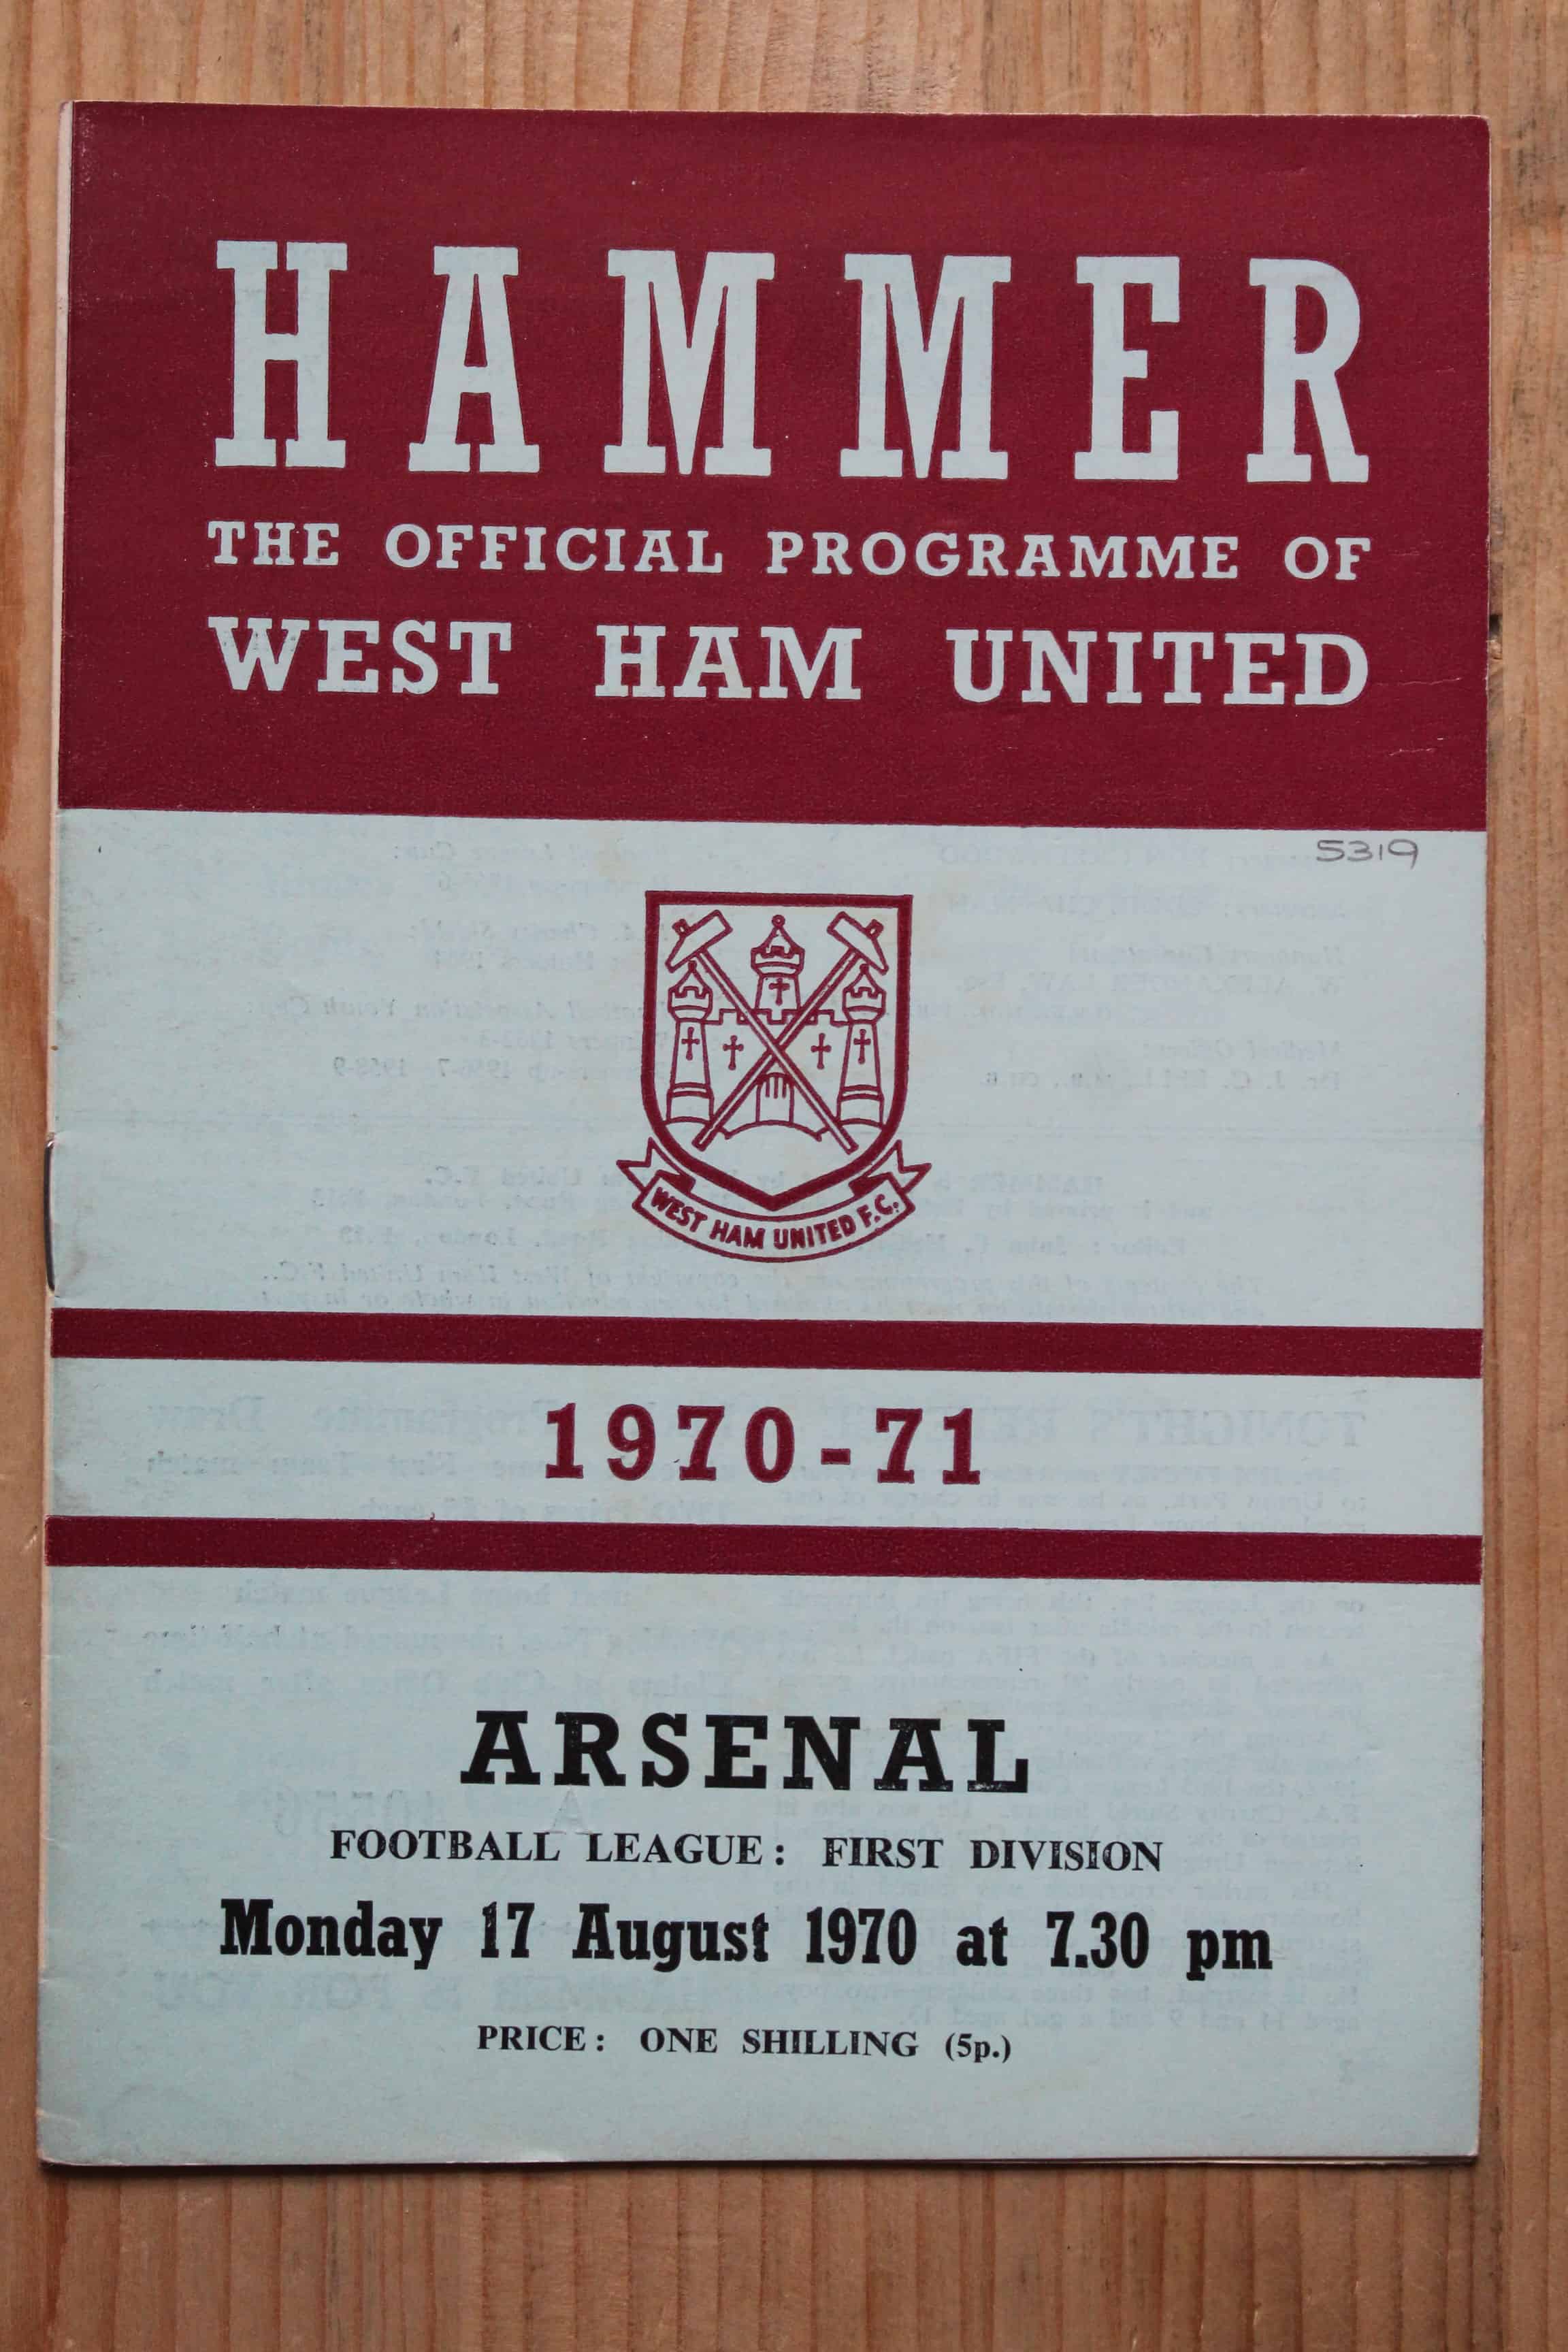 HAMMER
THE OFFICIAL PROGRAMME OF
WEST HAM UNITED
5319
WEST HAM UNITED F.C.
1970-71
ARSENAL
FOOTBALL LEAGUE: FIRST DIVISION
Monday 17 August 1970 at 7.30 pm
PRICE: ONE SHILLING (5p.)